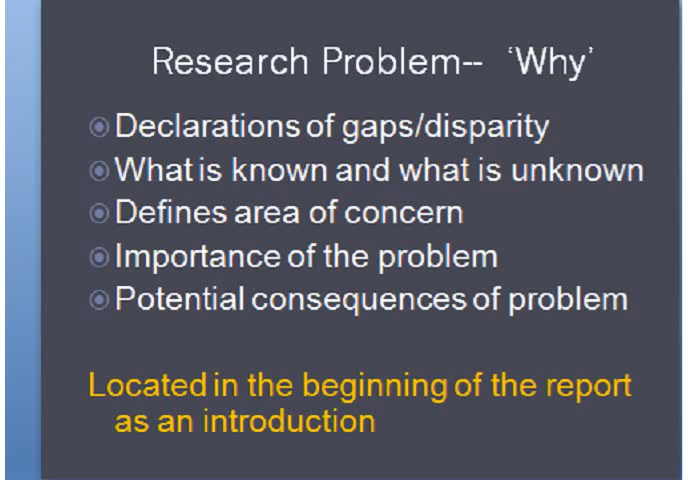 Research Problem-- ‘Why’
Declarations of gaps/disparity
What is known and what is unknown
Defines area of concern
Importance of the problem
Potential consequences of problem
Located in the beginning of the report
as an introduction